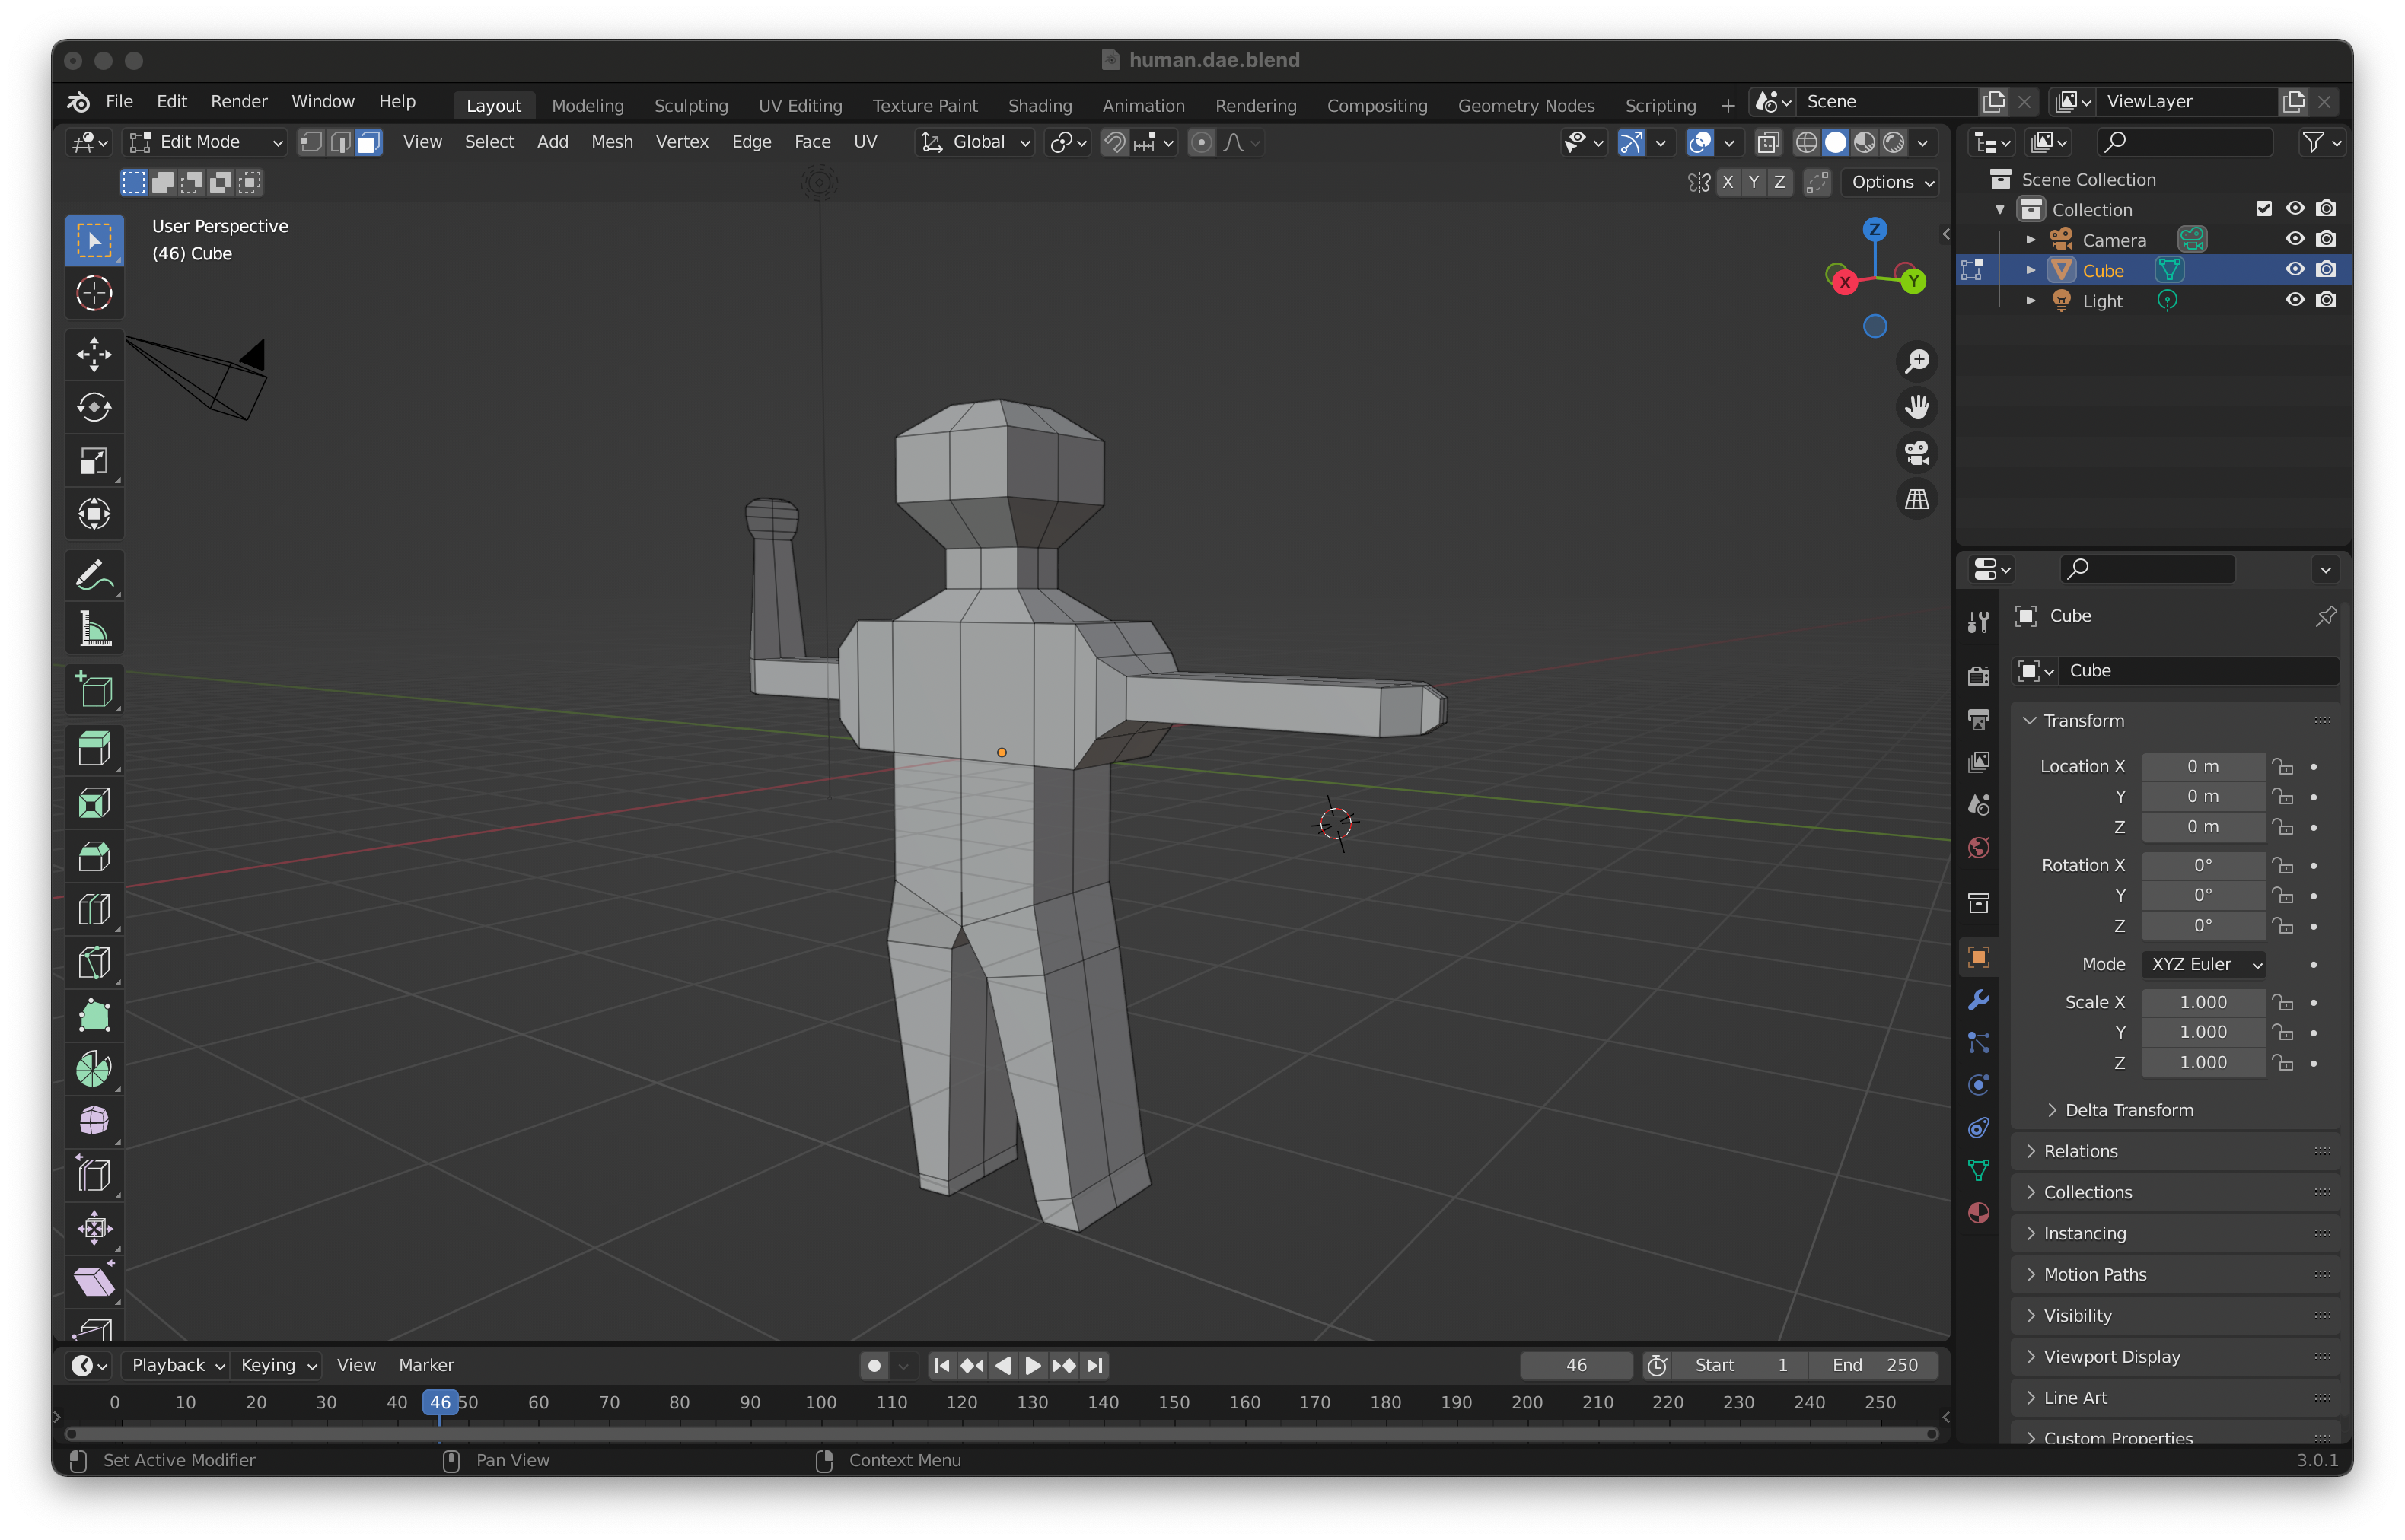 human.dae.blend
File Edit Render Window Help Layout Modeling Sculpting UV Editing Texture Paint Shading Animation Rendering Compositing Geometry Nodes Scripting + Scene ViewLayer
Edit Mode View Select Add Mesh Vertex Edge Face UV Global
X Y Z Options
User Perspective
(46) Cube
Z
X
Y
Scene Collection
Collection
Camera
Cube
Light
Cube
Cube
Transform
Location X 0 m
Y 0 m
Z 0 m
Rotation X 0°
Y 0°
Z 0°
Mode XYZ Euler
Scale X 1.000
Y 1.000
Z 1.000
Delta Transform
Relations
Collections
Instancing
Motion Paths
Visibility
Viewport Display
Line Art
Custom Properties
Playback Keying View Marker 46 Start 1 End 250
0 10 20 30 40 46 50 60 70 80 90 100 110 120 130 140 150 160 170 180 190 200 210 220 230 240 250
Set Active Modifier Pan View Context Menu 3.0.1